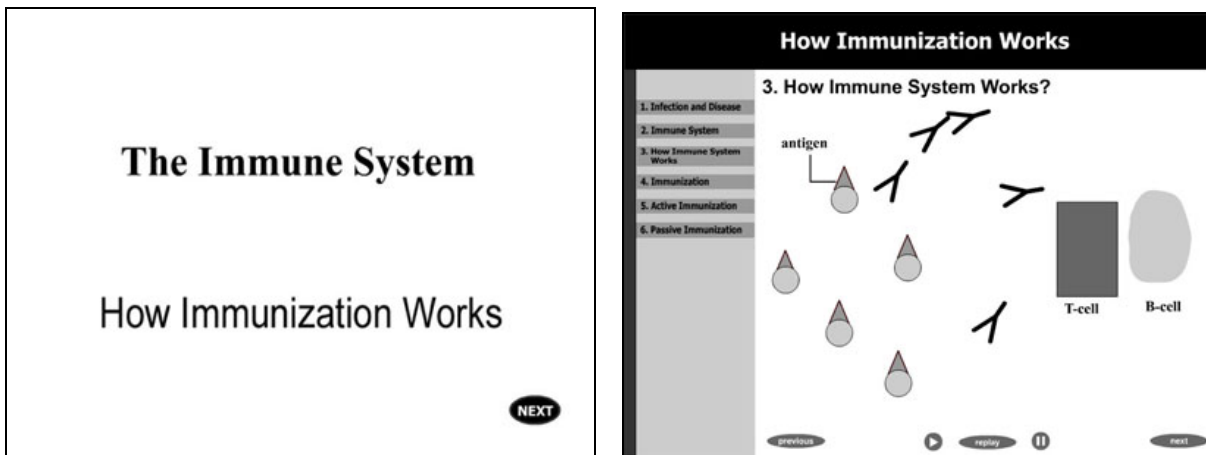 The Immune System
How Immunization Works
NEXT
How Immunization Works
1. Infection and Disease
2. Immune System
3. How Immune System
Works
4. Immunization
5. Active Immunization
6. Passive Immunization
3. How Immune System Works?
antigen
T-cell
B-cell
previous
replay
next